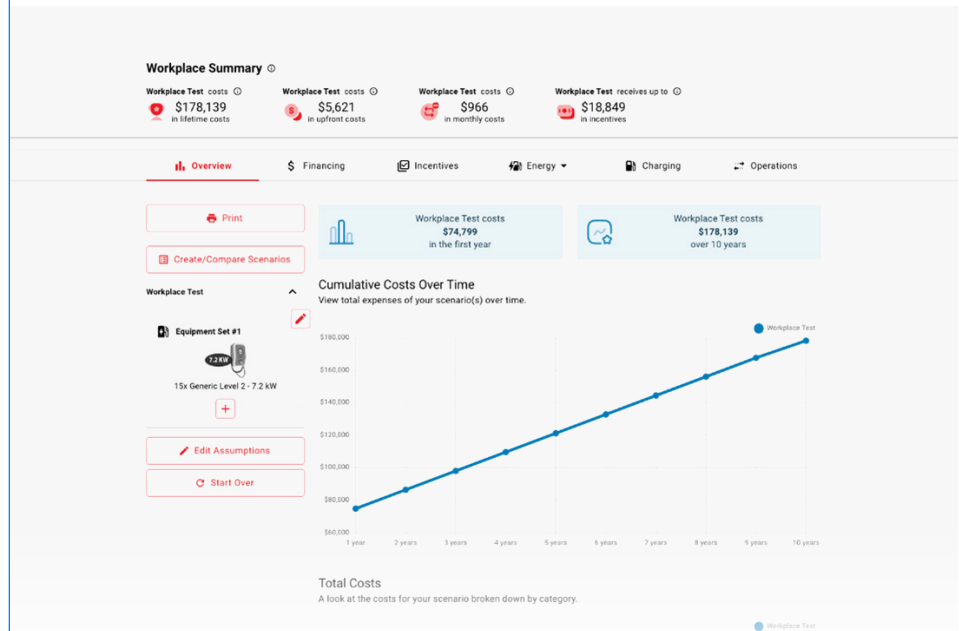 Workplace Summary
Workplace Test costs
$178,139
in lifetime costs
Workplace Test costs
$5,621
in upfront costs
Workplace Test costs
$966
in monthly costs
Workplace Test receives up to
$18,849
in incentives
Overview
Financing
Incentives
Energy
Charging
Operations
Print
Create/Compare Scenarios
Workplace Test
Equipment Set #1
7.2 KW
15x Generic Level 2 - 7.2 kW
Edit Assumptions
Start Over
Workplace Test costs
$74,799
in the first year
Workplace Test costs
$178,139
over 10 years
Cumulative Costs Over Time
View total expenses of your scenario(s) over time.
Workplace Test
$180,000
$160,000
$140,000
$120,000
$100,000
$80,000
$60,000
1 year
2 years
3 years
4 years
5 years
6 years
7 years
8 years
9 years
10 years
Total Costs
A look at the costs for your scenario broken down by category.
Workplace Test